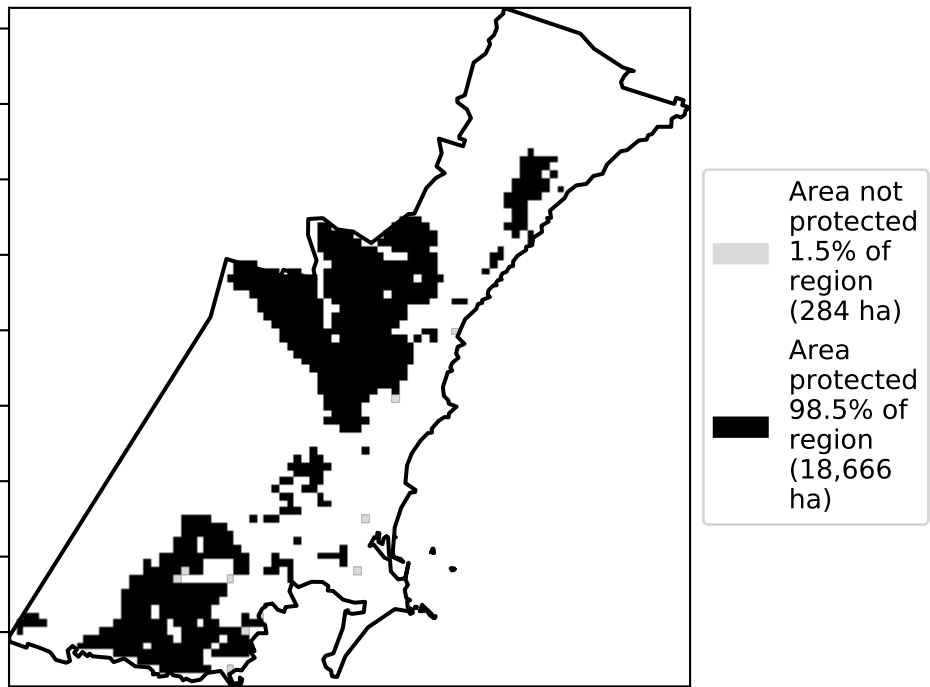 Area not
protected
1.5% of
region
(284 ha)
Area
protected
98.5% of
region
(18,666
ha)